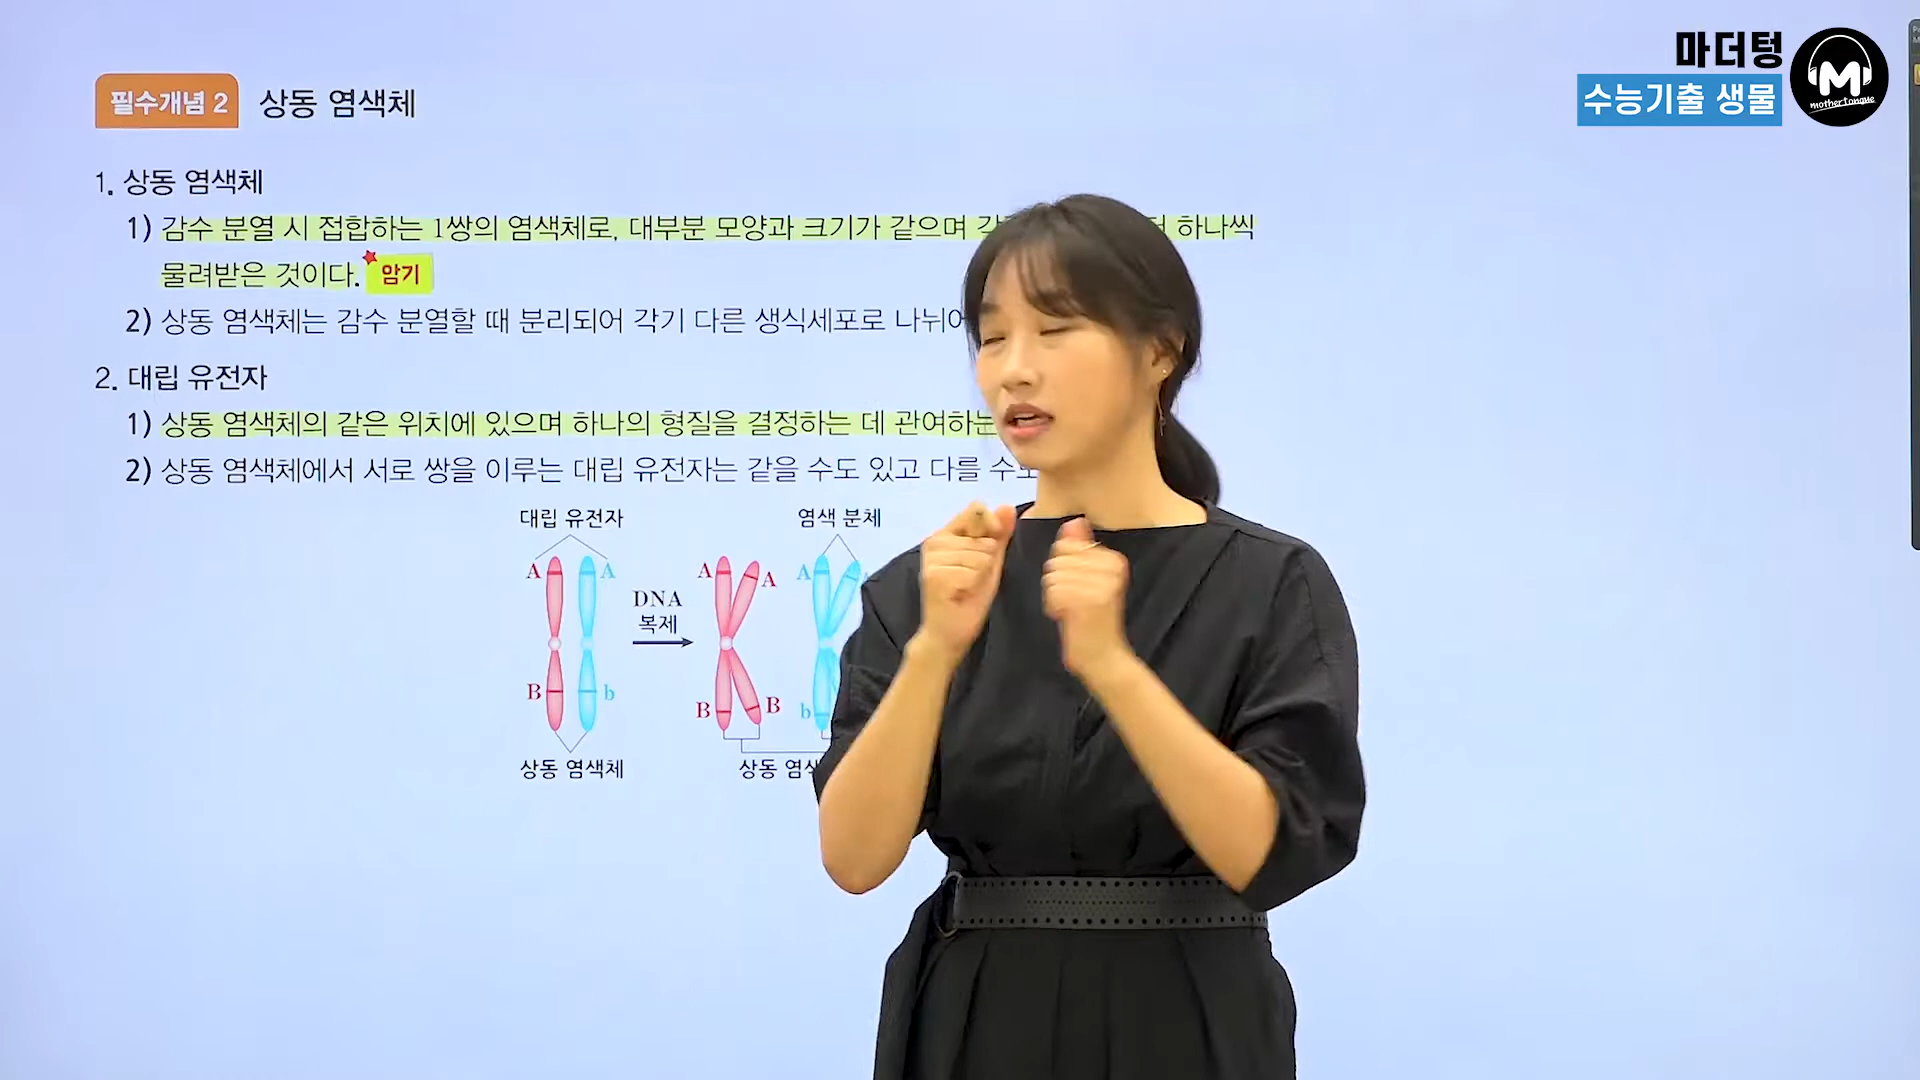 마더텅
수능기출 생물
M
mother tongue
필수개념 2 상동 염색체
1. 상동 염색체
1) 감수 분열 시 접합하는 1쌍의 염색체로, 대부분 모양과 크기가 같으며 하나씩
물려받은 것이다. 암기
2) 상동 염색체는 감수 분열할 때 분리되어 각기 다른 생식세포로
2. 대립 유전자
1) 상동 염색체의 같은 위치에 있으며 하나의 형질을 결정하는 데 관여하는
2) 상동 염색체에서 서로 쌍을 이루는 대립 유전자는 같을 수도 있고 다를
대립 유전자 염색 분체
A A A A A
DNA
복제
B b B B b
상동 염색체 상동